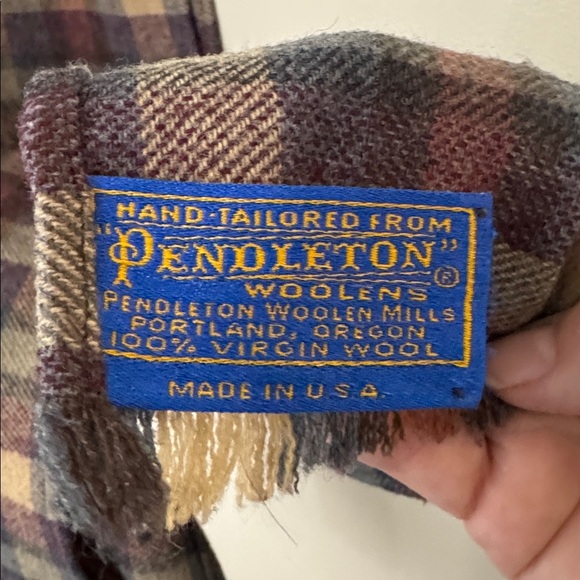 HAND-TAILORED FROM
"PENDLETON"®
WOOLENS
PENDLETON WOOLEN MILLS
PORTLAND, OREGON
100% VIRGIN WOOL
MADE IN U.S.A.